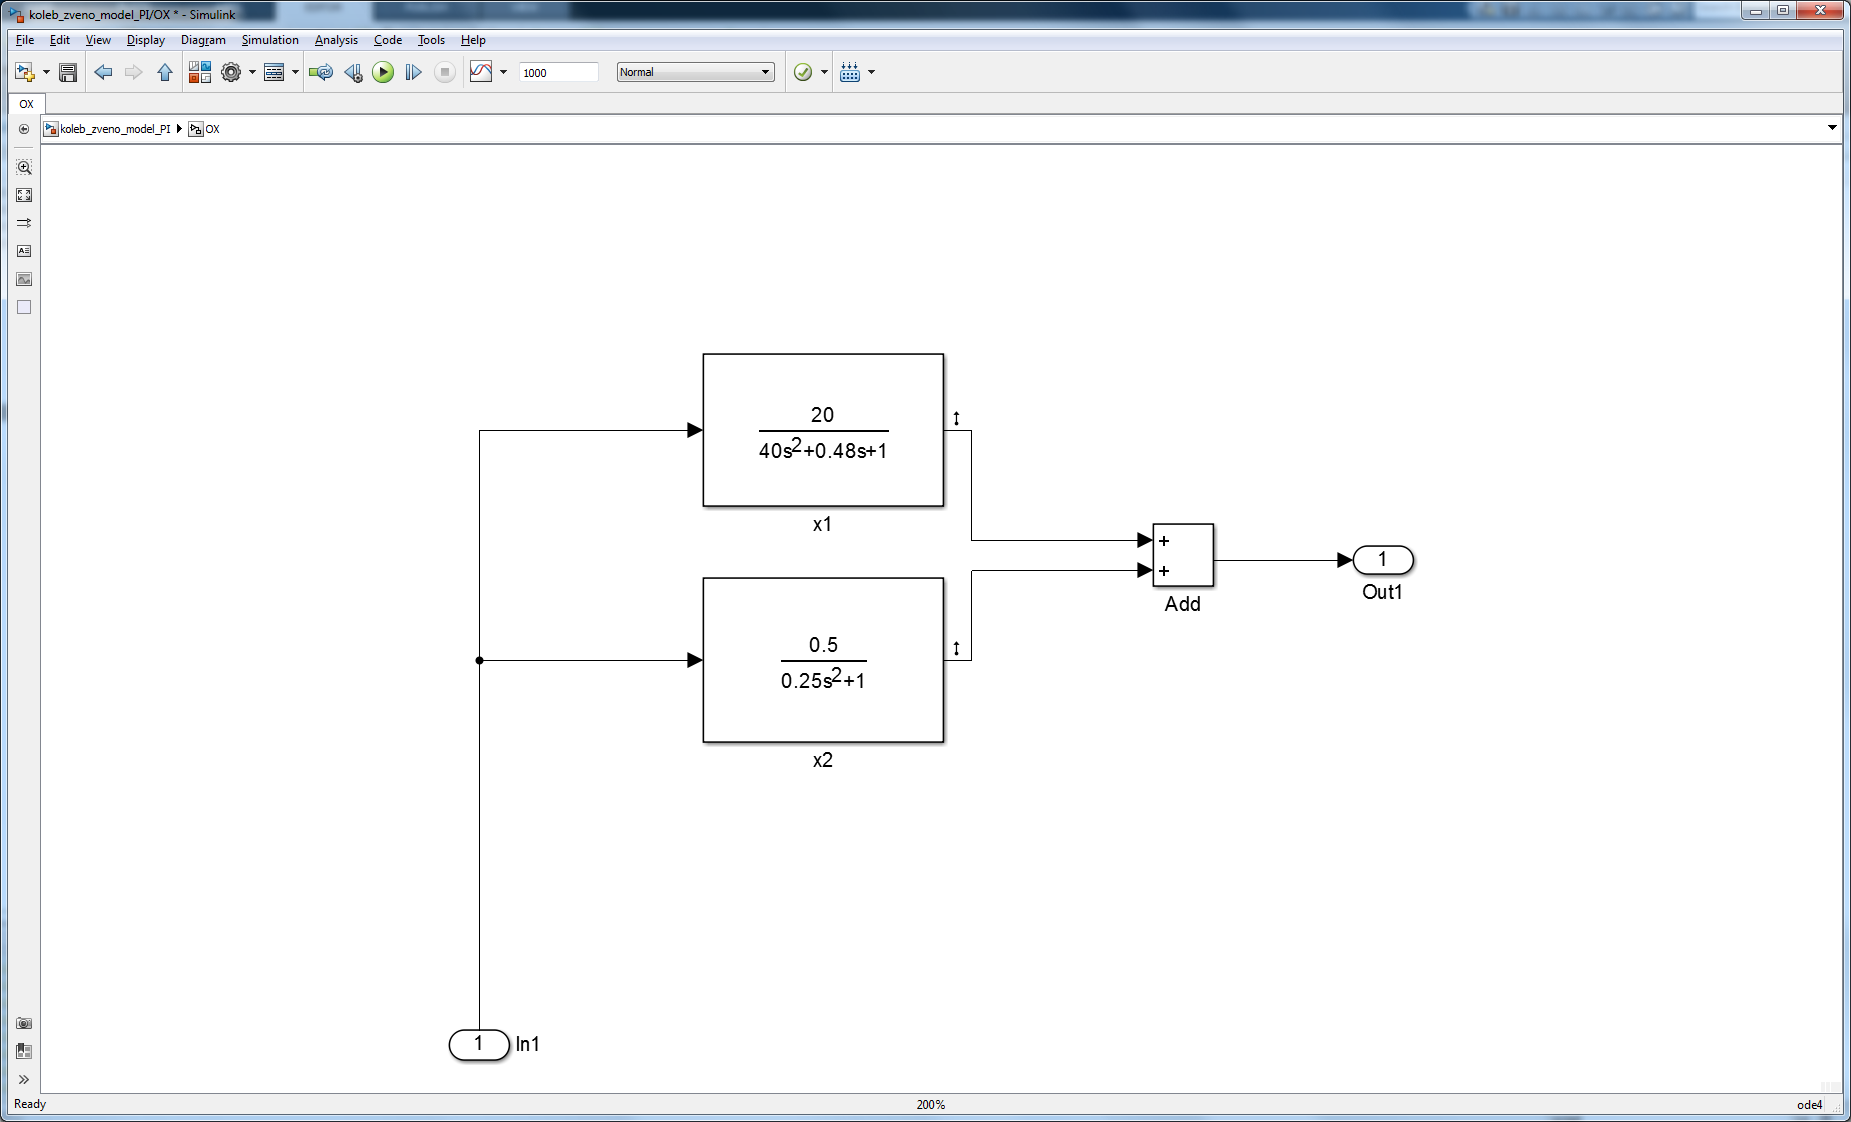 koleb_zveno_model_PI/OX * - Simulink
File Edit View Display Diagram Simulation Analysis Code Tools Help
1000 Normal
OX
koleb_zveno_model_PI OX
20
40s2+0.48s+1
x1
+
+
Add
1
Out1
0.5
0.25s2+1
x2
1 In1
Ready 200% ode4